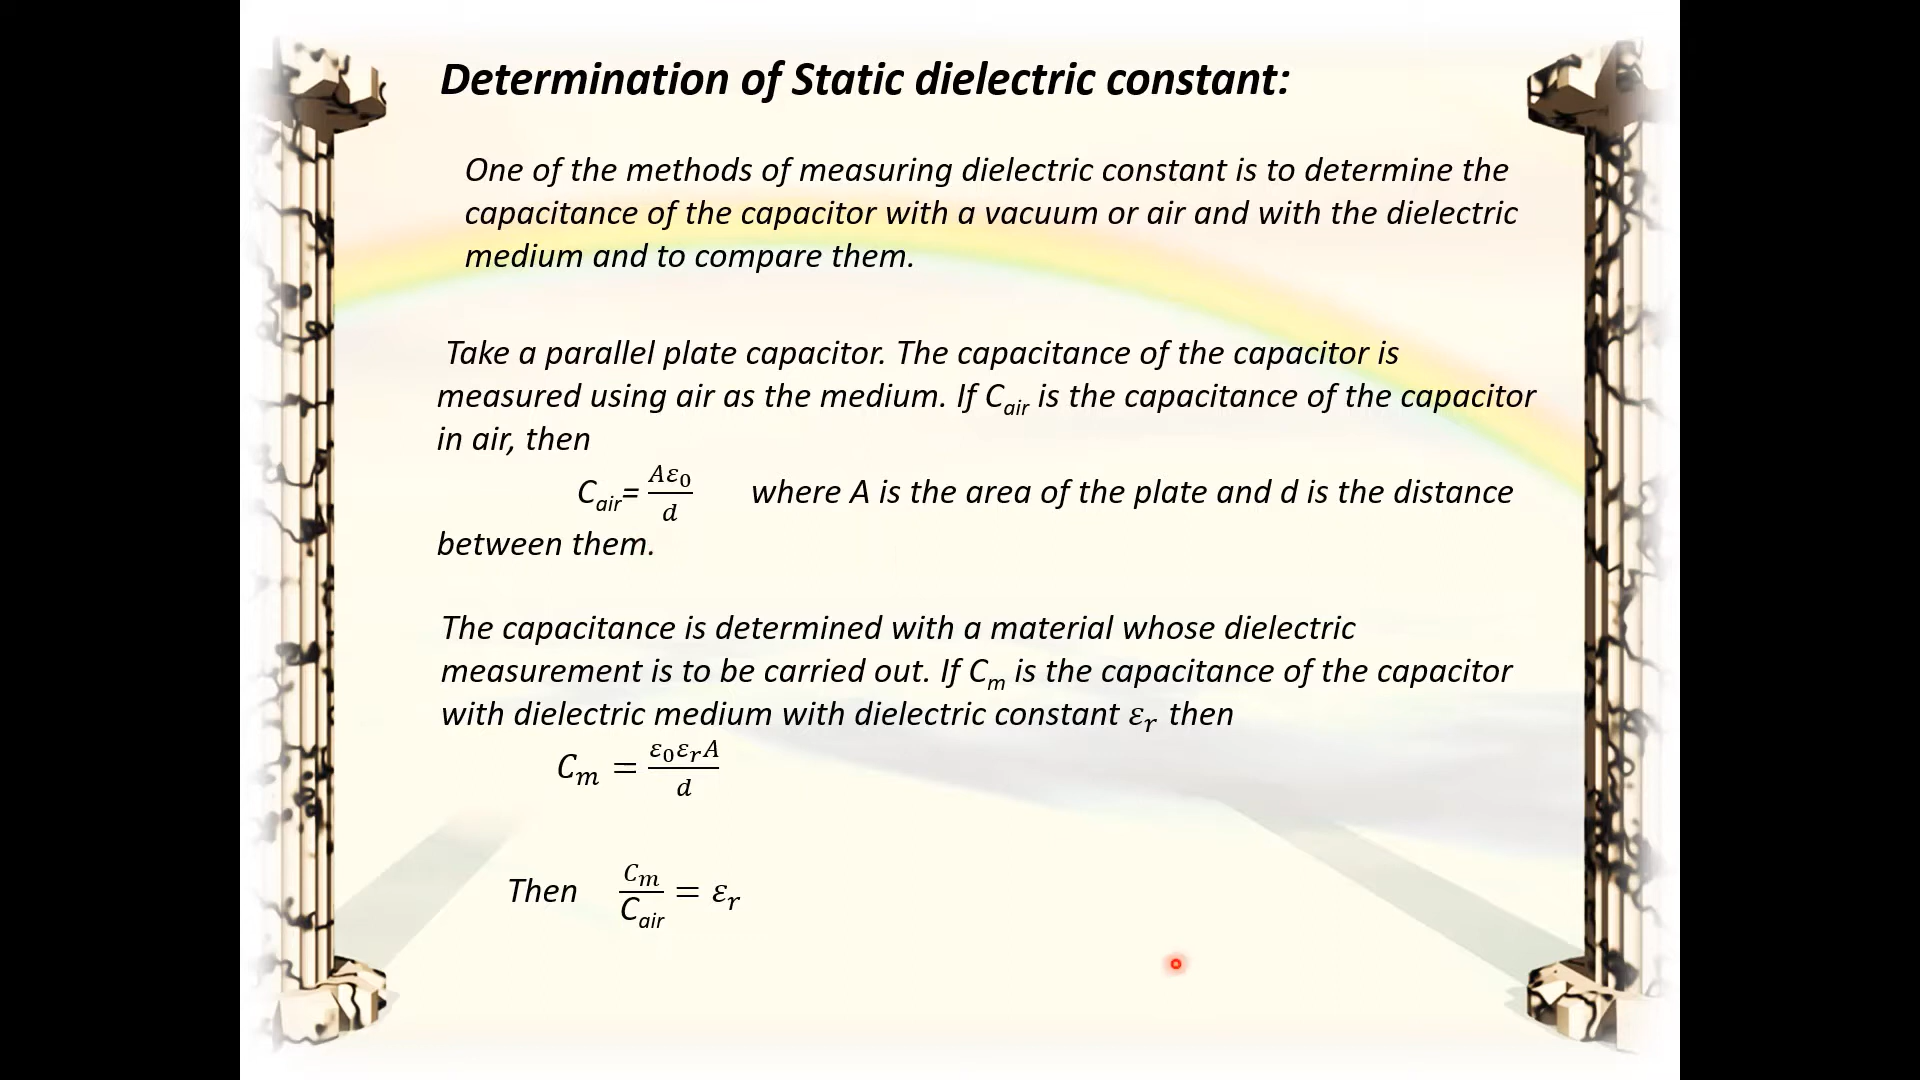 Determination of Static dielectric constant:
One of the methods of measuring dielectric constant is to determine the
capacitance of the capacitor with a vacuum or air and with the dielectric
medium and to compare them.
Take a parallel plate capacitor. The capacitance of the capacitor is
measured using air as the medium. If C_air is the capacitance of the capacitor
in air, then
C_air= \frac{Aε_0}{d} where A is the area of the plate and d is the distance
between them.
The capacitance is determined with a material whose dielectric
measurement is to be carried out. If C_m is the capacitance of the capacitor
with dielectric medium with dielectric constant ε_r then
C_m = \frac{ε_0ε_rA}{d}
Then \frac{C_m}{C_air} = ε_r